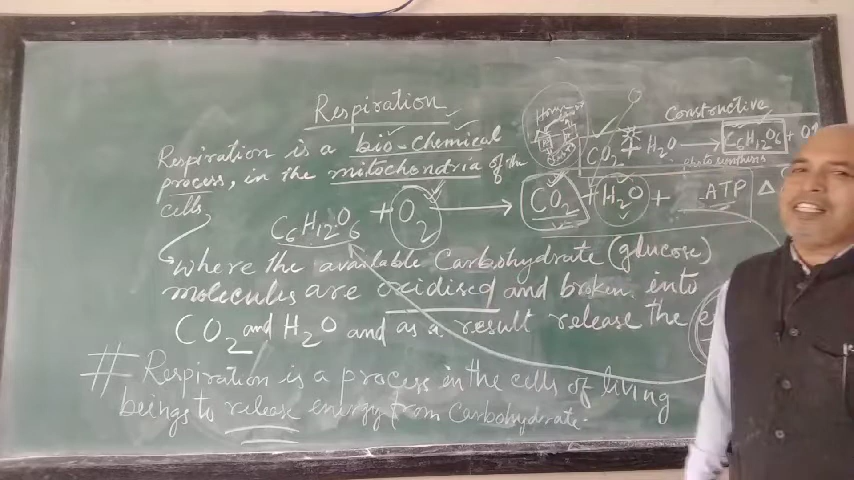 Respiration
Constructive
CO2 + H2O → C6H12O6 + O
photosynthesis
Respiration is a bio-chemical
process, in the mitochondria of the
cells,
C6H12O6 + O2 → CO2 + H2O + ATP Δ
where the available Carbohydrate (glucose)
molecules are oxidised and broken into
CO2 and H2O and as a result release the e
# Respiration is a process in the cells of living
beings to release energy from Carbohydrate.